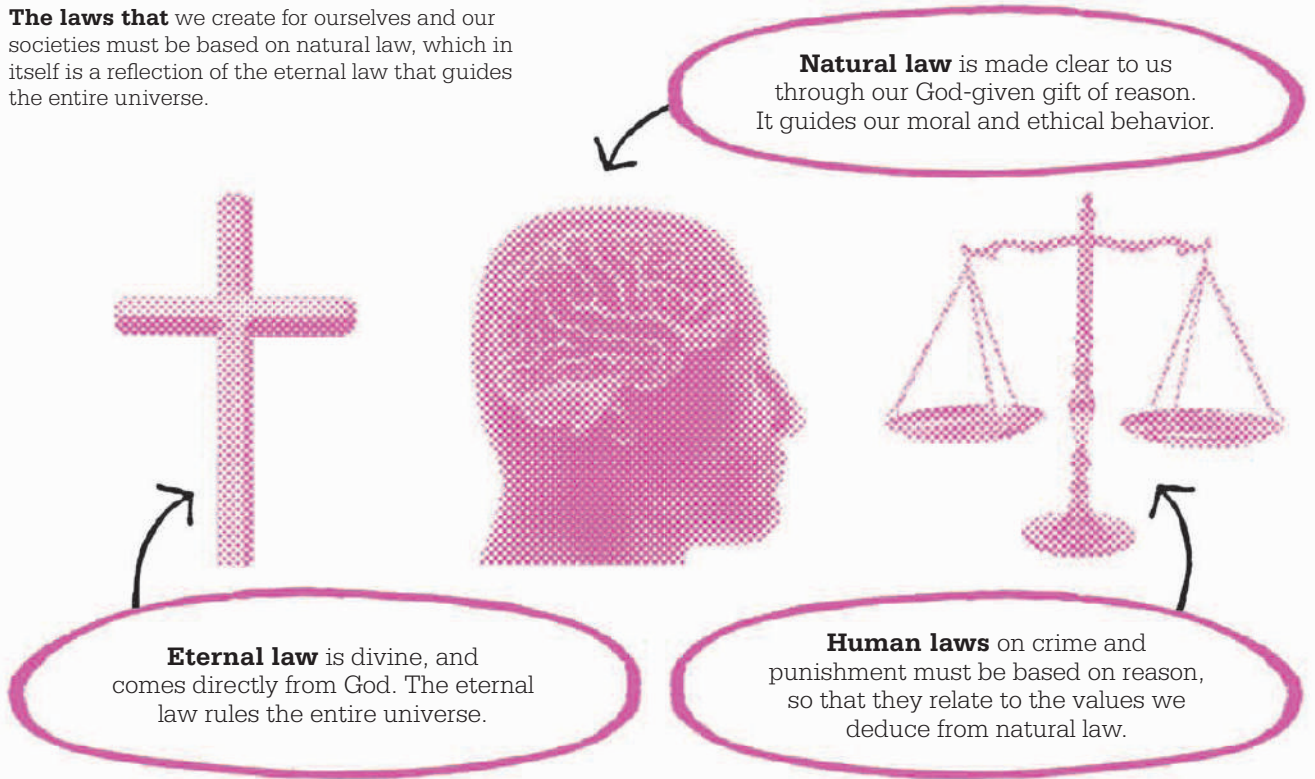 The laws that we create for ourselves and our
societies must be based on natural law, which in
itself is a reflection of the eternal law that guides
the entire universe.
Natural law is made clear to us
through our God-given gift of reason.
It guides our moral and ethical behavior.
Eternal law is divine, and
comes directly from God. The eternal
law rules the entire universe.
Human laws on crime and
punishment must be based on reason,
so that they relate to the values we
deduce from natural law.